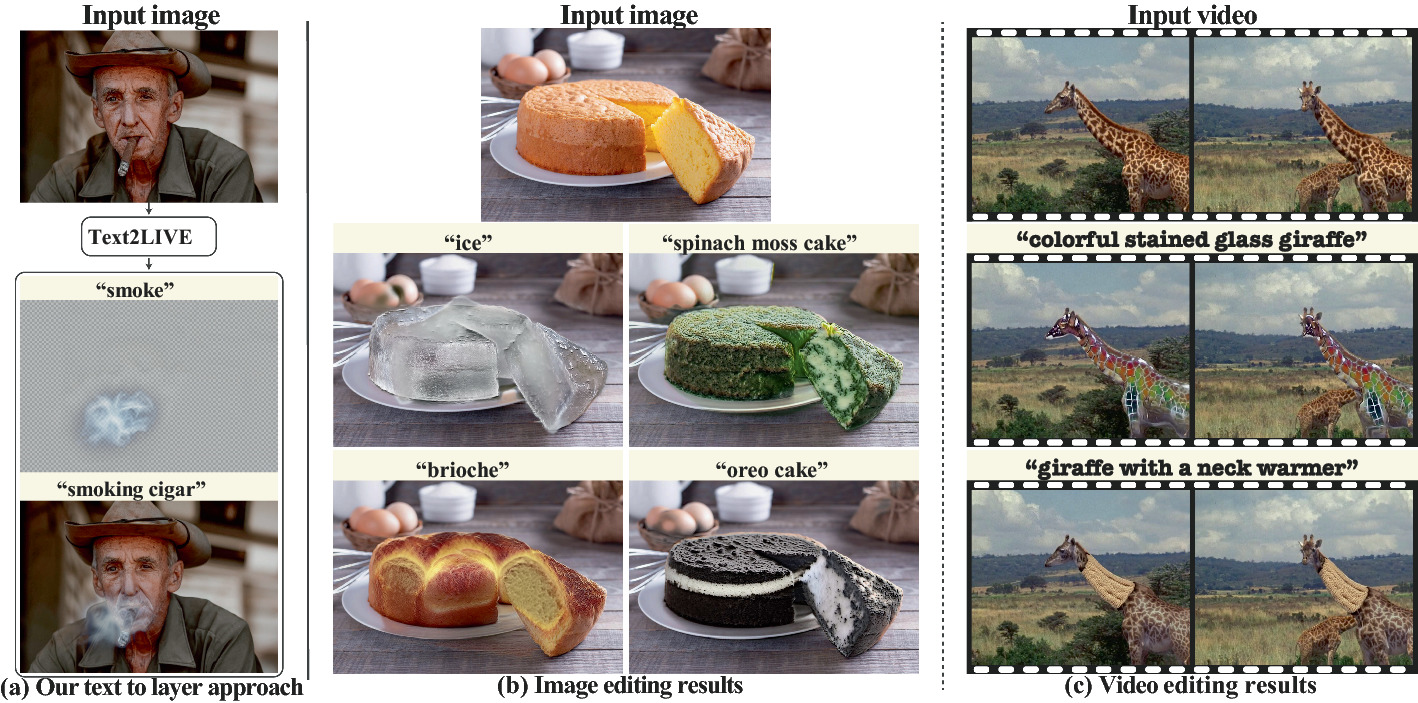 Input image
Text2LIVE
“smoke”
“smoking cigar”
(a) Our text to layer approach
Input image
“ice”
“spinach moss cake”
“brioche”
“oreo cake”
(b) Image editing results
Input video
“colorful stained glass giraffe”
“giraffe with a neck warmer”
(c) Video editing results